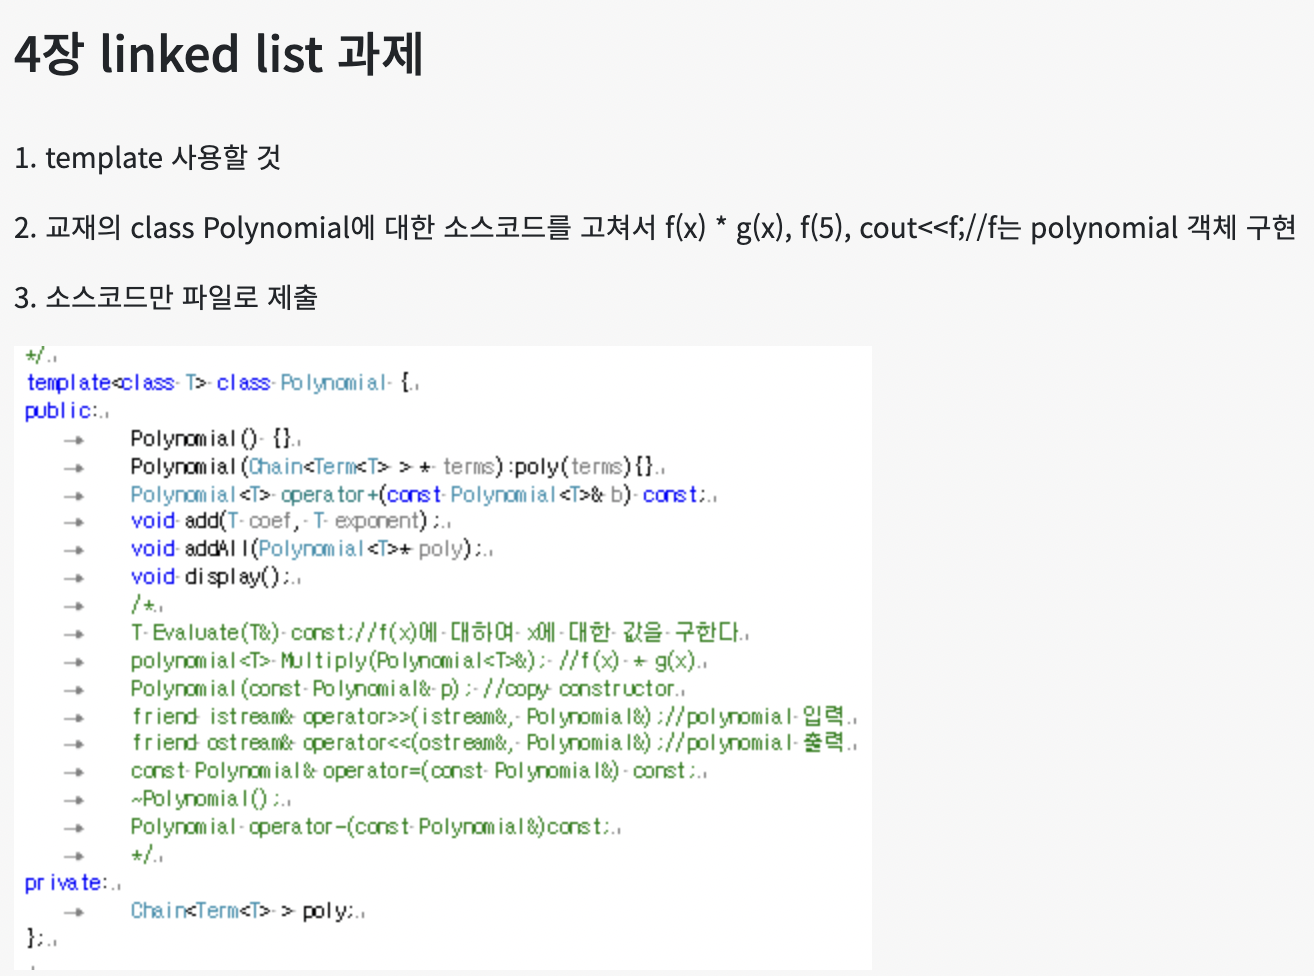 4장 linked list 과제
1. template 사용할 것
2. 교재의 class Polynomial에 대한 소스코드를 고쳐서 f(x) * g(x), f(5), cout<<f;//f는 polynomial 객체 구현
3. 소스코드만 파일로 제출
*/
template<class T> class Polynomial {
public:
Polynomial() {}
Polynomial(Chain<Term<T> > * terms):poly(terms){}
Polynomial<T> operator+(const Polynomial<T>& b) const;
void add(T coef, T exponent);
void addAll(Polynomial<T>* poly);
void display();
/*
T Evaluate(T&) const;//f(x)에 대하여 x에 대한 값을 구한다
polynomial<T> Multiply(Polynomial<T>&); //f(x) * g(x)
Polynomial(const Polynomial& p); //copy constructor
friend istream& operator>>(istream&, Polynomial&);//polynomial 입력
friend ostream& operator<<(ostream&, Polynomial&);//polynomial 출력
const Polynomial& operator=(const Polynomial&) const;
~Polynomial();
Polynomial operator-(const Polynomial&)const;
*/
private:
Chain<Term<T> > poly;
};